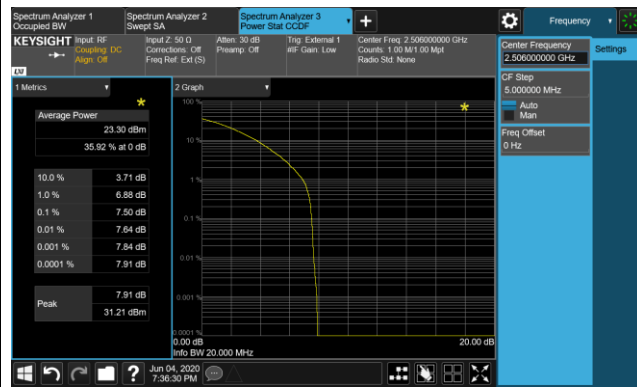 Spectrum Analyzer 1
Occupied BW
Spectrum Analyzer 2
Swept SA
Spectrum Analyzer 3
Power Stat CCDF
Frequency
KEYSIGHT
Input: RF
Coupling: DC
Align: Off
Input Z: 50 Ω
Corrections: Off
Freq Ref: Ext (S)
Atten: 30 dB
Preamp: Off
Trig: External 1
#IF Gain: Low
Center Freq: 2.506000000 GHz
Counts: 1.00 M/1.00 Mpt
Radio Std: None
LXI
Center Frequency
2.506000000 GHz
Settings
CF Step
5.000000 MHz
Auto
Man
Freq Offset
0 Hz
1 Metrics
Average Power
23.30 dBm
35.92 % at 0 dB
10.0 % 3.71 dB
1.0 % 6.88 dB
0.1 % 7.50 dB
0.01 % 7.64 dB
0.001 % 7.84 dB
0.0001 % 7.91 dB
Peak
7.91 dB
31.21 dBm
2 Graph
100 %
10 %
1 %
0.1 %
0.01 %
0.001 %
0.0001 %
0.00 dB
20.00 dB
Info BW 20.000 MHz
Jun 04, 2020
7:36:30 PM